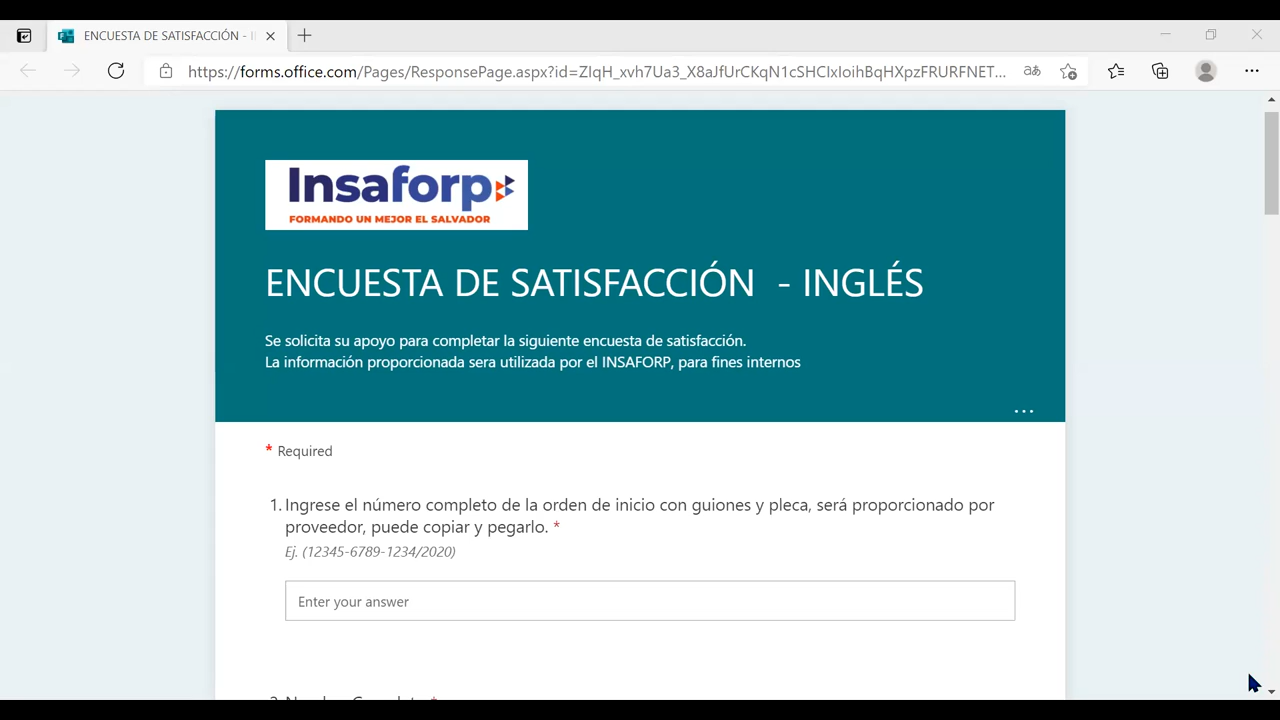 ENCUESTA DE SATISFACCIÓN - I
https://forms.office.com/Pages/ResponsePage.aspx?id=ZIqH_xvh7Ua3_X8aJfUrCKqN1cSHCIxIoihBqHXpzFRURFNET...
Insaforp
FORMANDO UN MEJOR EL SALVADOR
ENCUESTA DE SATISFACCIÓN - INGLÉS
Se solicita su apoyo para completar la siguiente encuesta de satisfacción.
La información proporcionada sera utilizada por el INSAFORP, para fines internos
...
* Required
1. Ingrese el número completo de la orden de inicio con guiones y pleca, será proporcionado por
proveedor, puede copiar y pegarlo. *
Ej. (12345-6789-1234/2020)
Enter your answer